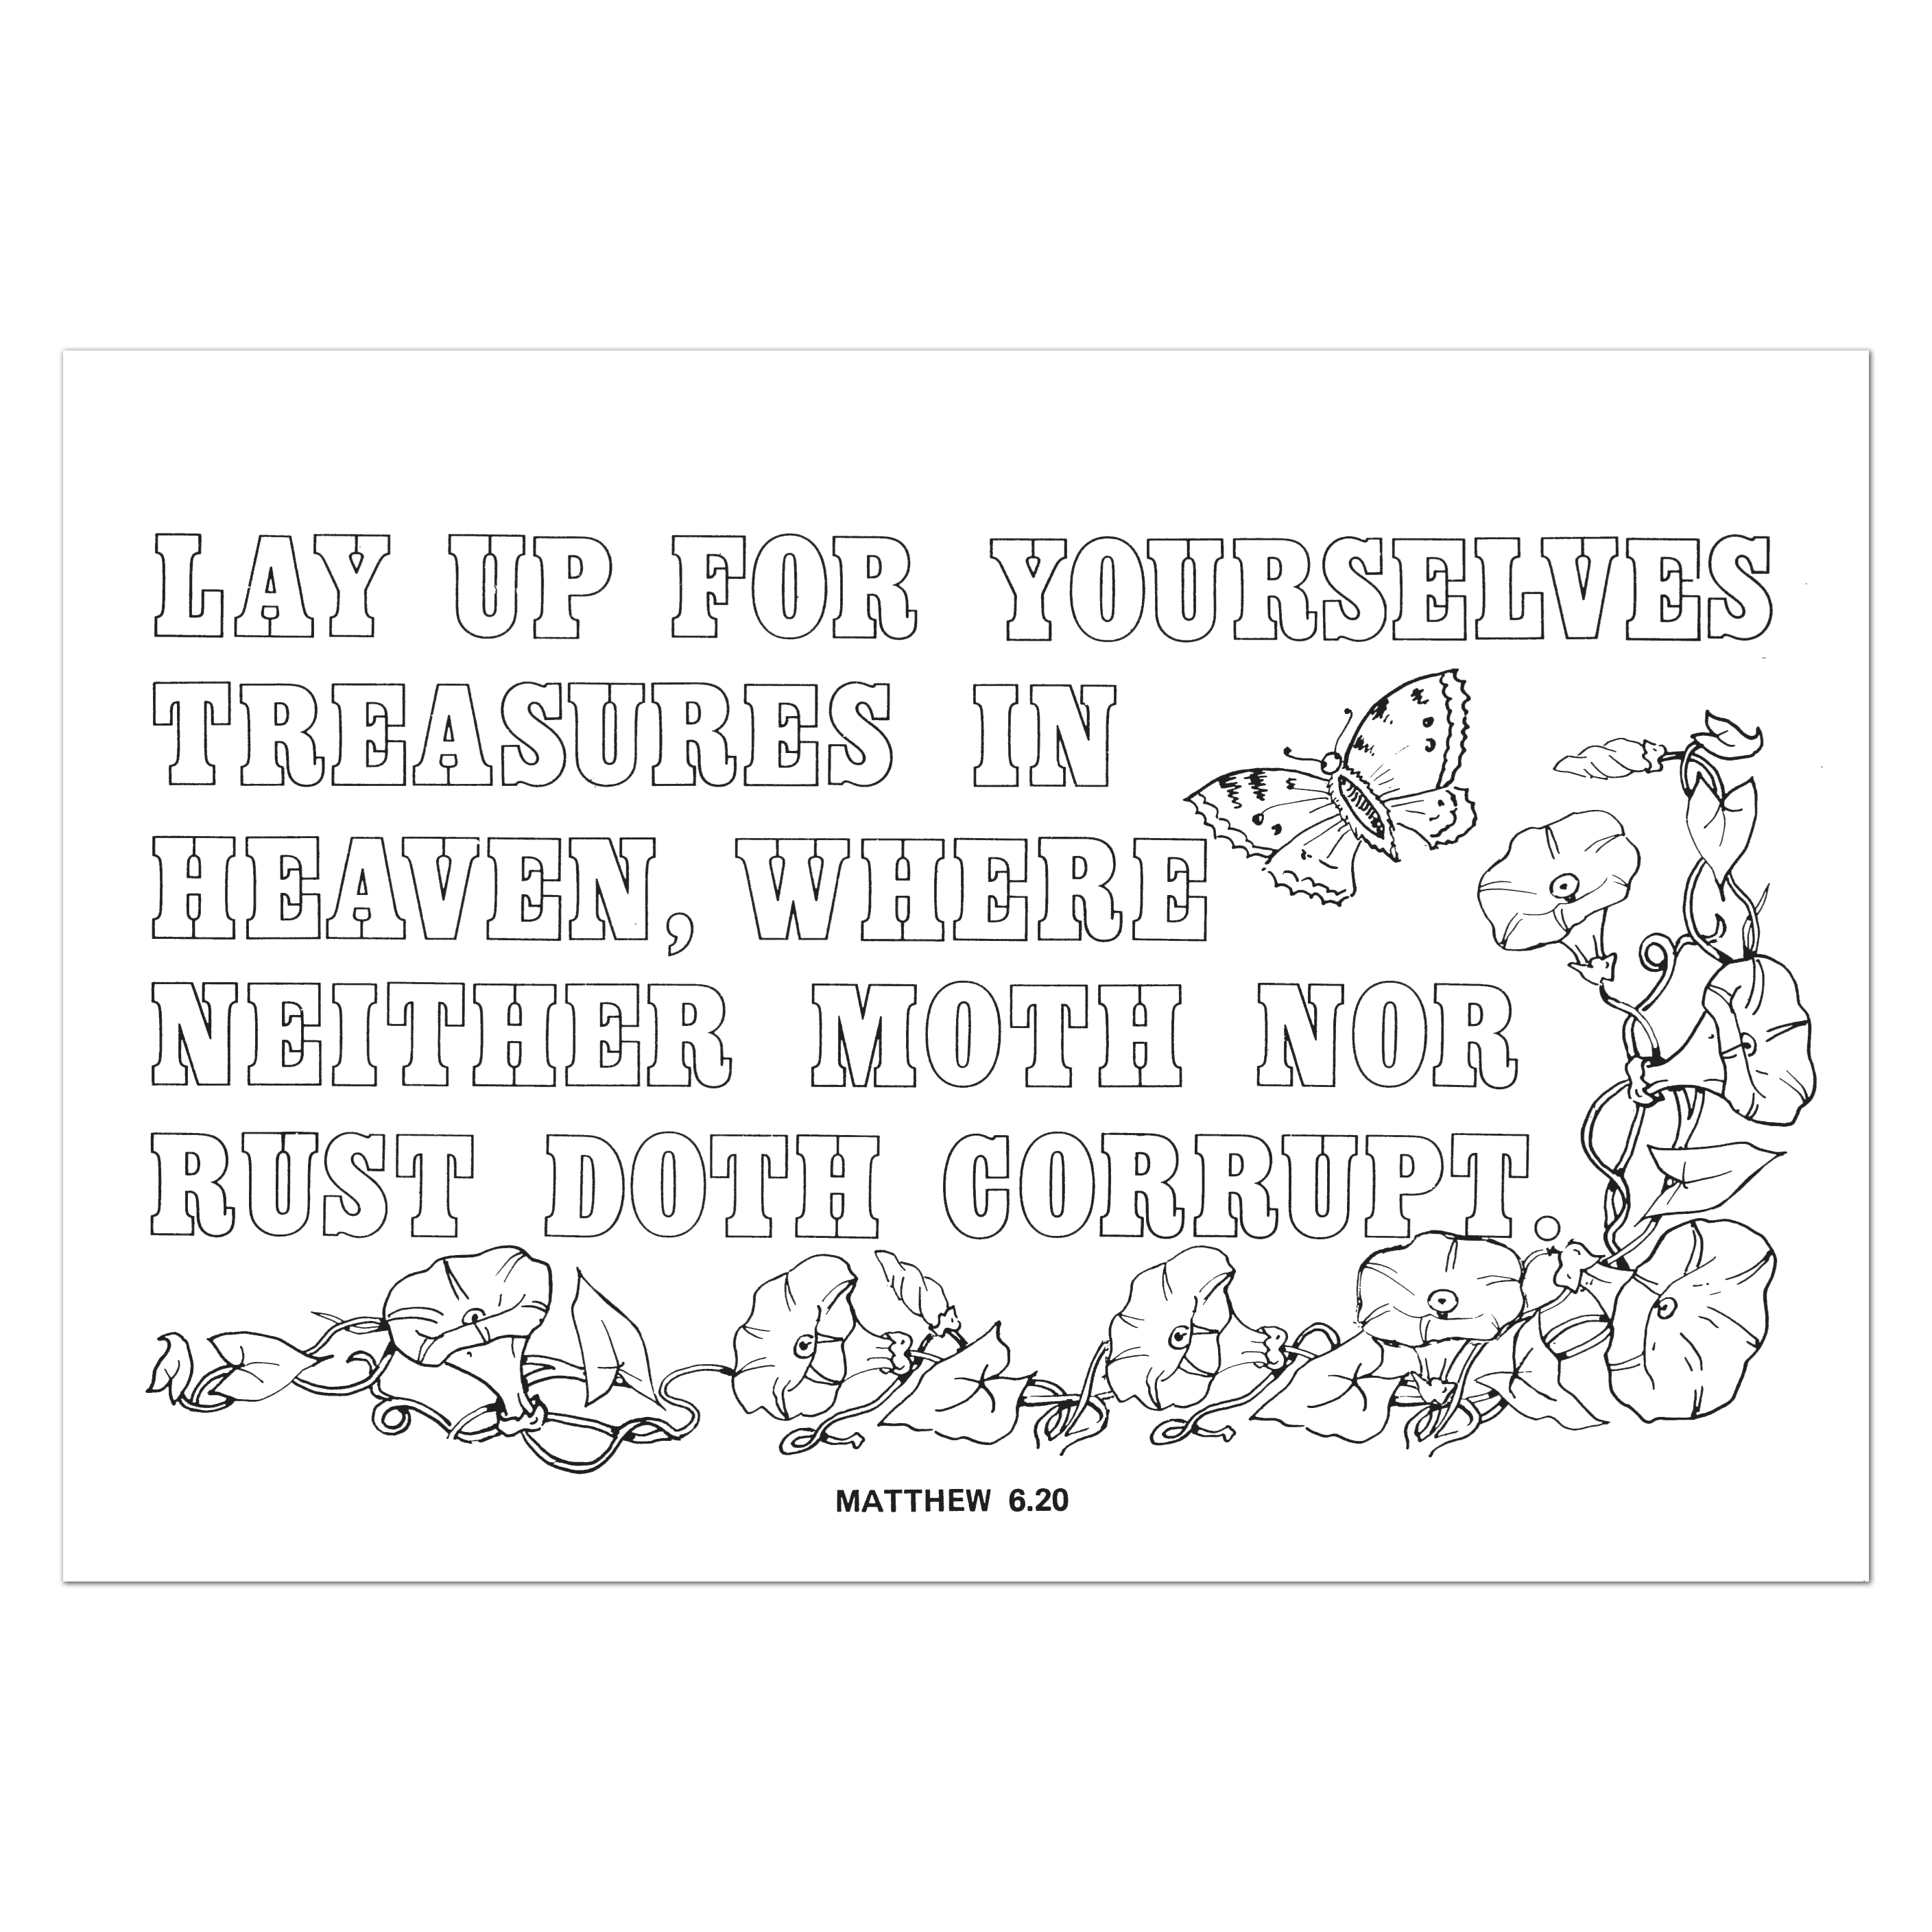 LAY UP FOR YOURSELVES
TREASURES IN
HEAVEN, WHERE
NEITHER MOTH NOR
RUST DOTH CORRUPT.
MATTHEW 6.20